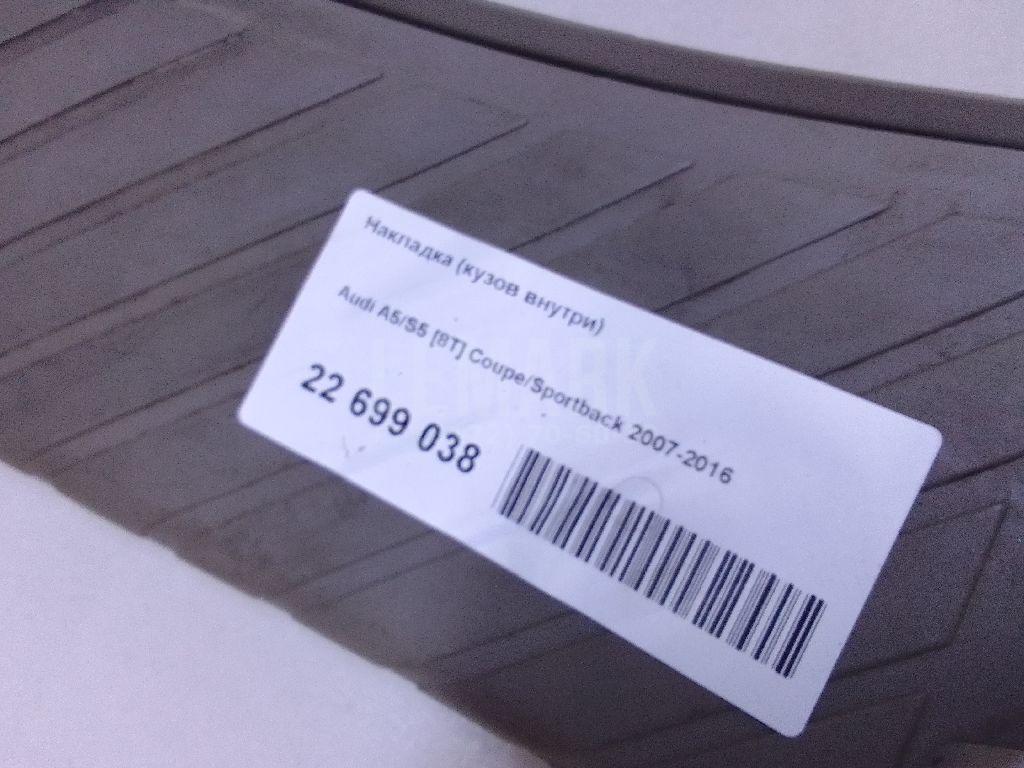 Накладка (кузов внутри)
Audi A5/S5 [8T] Coupe/Sportback 2007-2016
22 699 038